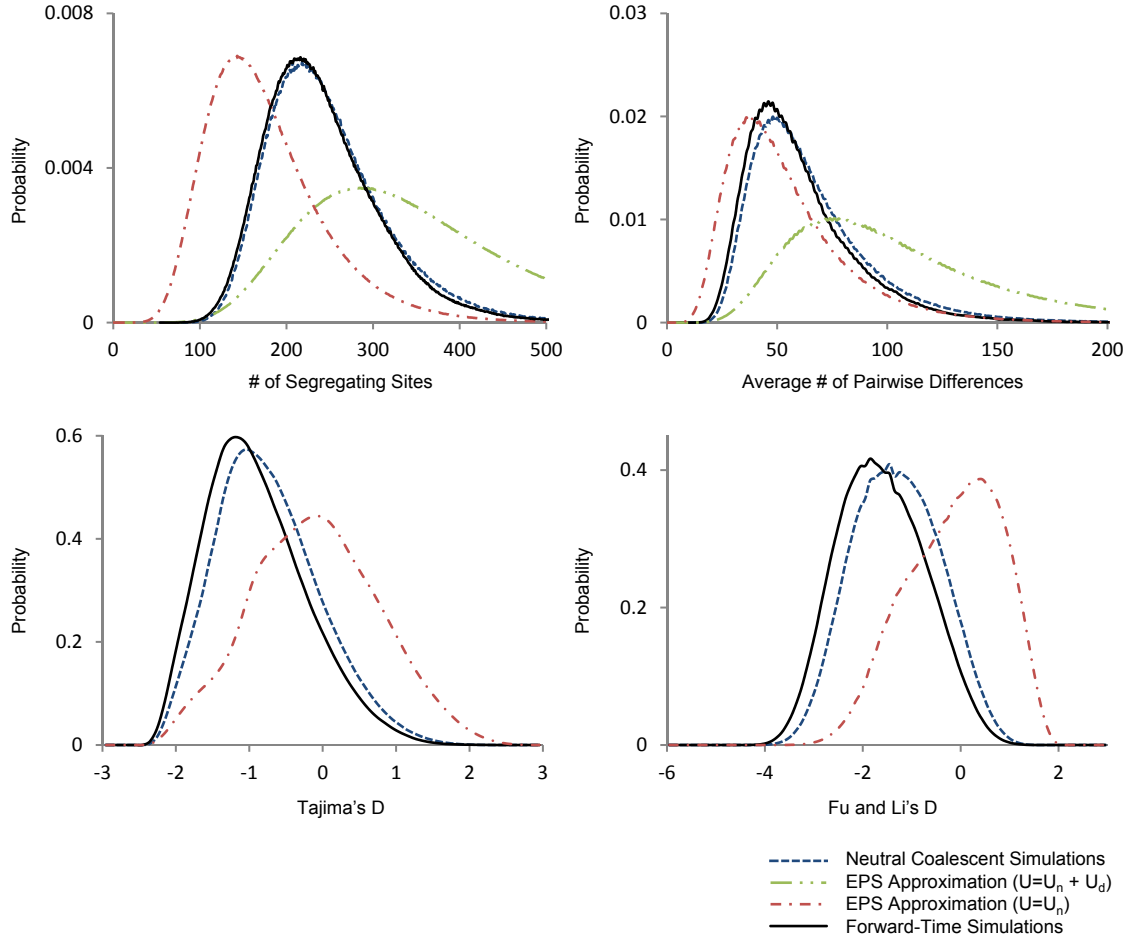 0.008
0.004
0
Probability
0 100 200 300 400 500
# of Segregating Sites
0.03
0.02
0.01
0
Probability
0 50 100 150 200
Average # of Pairwise Differences
0.6
0.4
0.2
0
Probability
-3 -2 -1 0 1 2 3
Tajima's D
0.4
0.2
0
Probability
-6 -4 -2 0 2
Fu and Li's D
Neutral Coalescent Simulations
EPS Approximation (U=Un + Ud)
EPS Approximation (U=Un)
Forward-Time Simulations